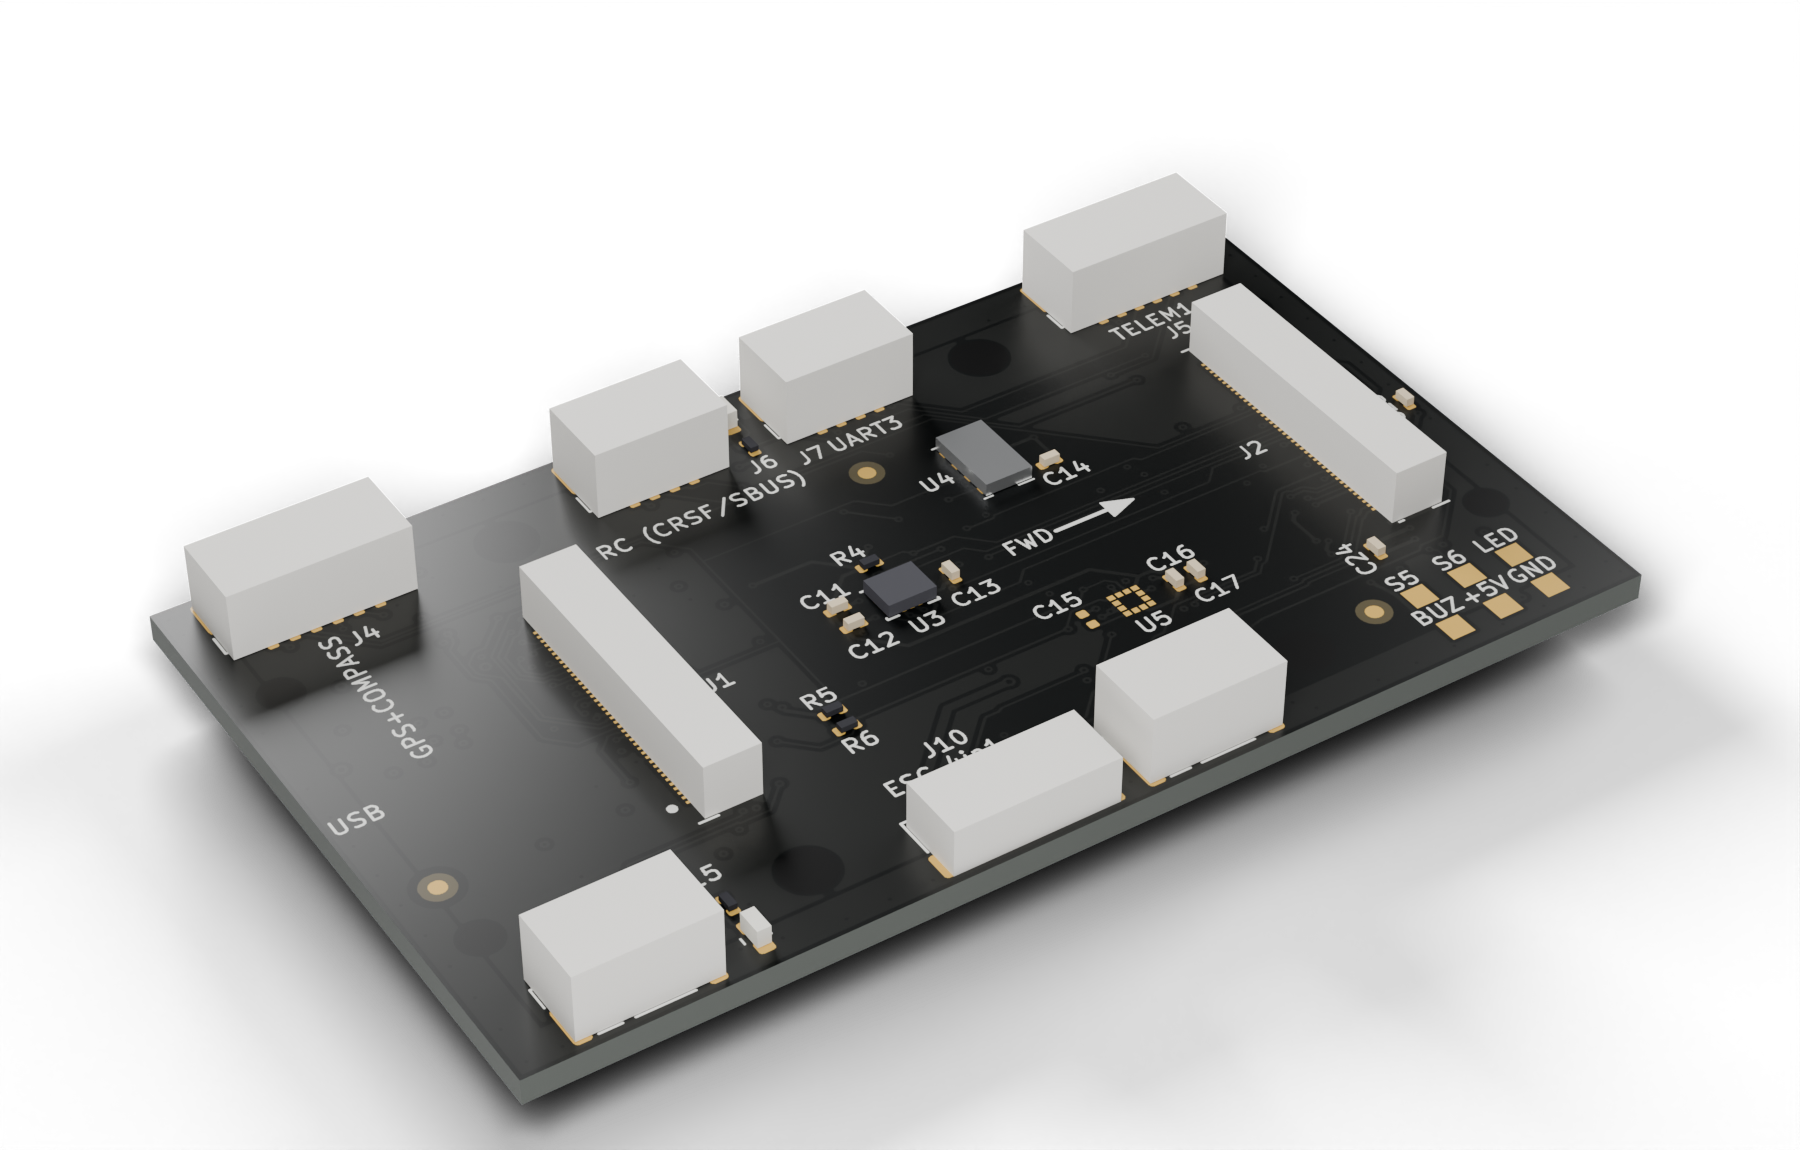 TELEM1
J5
J7 UART3
J6
RC (CRSF/SBUS)
J2
U4
C14
FWD
R4
C11
C13
C12
U3
C16
C17
C15
U5
LED
S6
GND
S5
+5V
BUZ
J4
GPS+COMPASS
J1
R5
R6
J10
USB